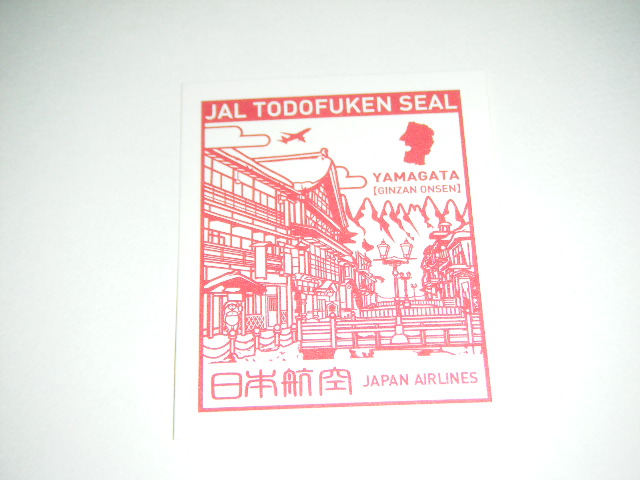 JAL TODOFUKEN SEAL
YAMAGATA
[GINZAN ONSEN]
日本航空 JAPAN AIRLINES